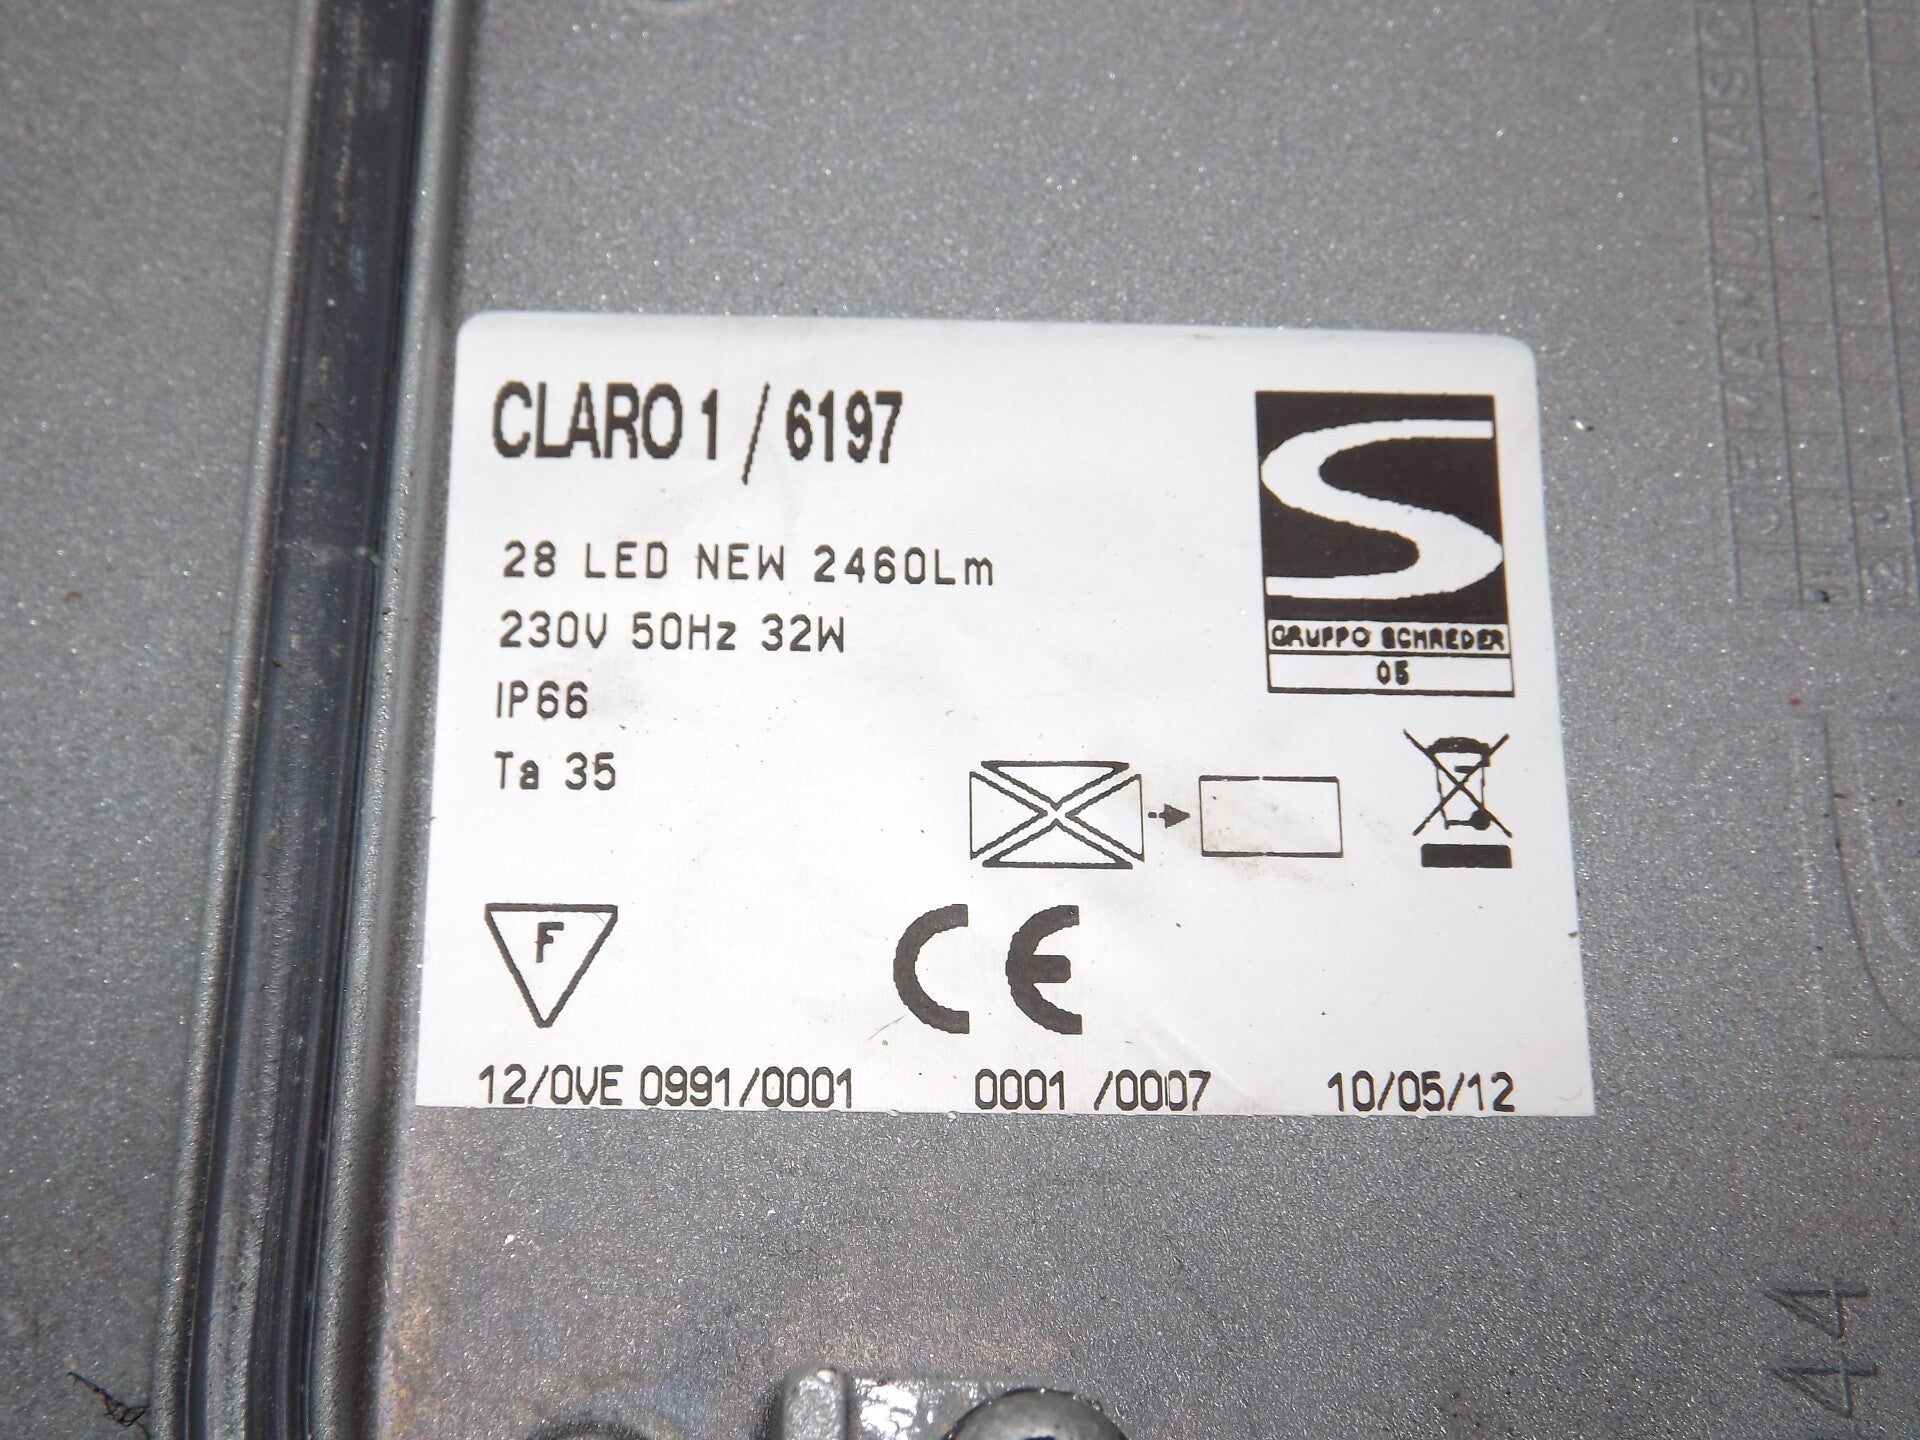 CLARO 1 / 6197
28 LED NEW 2460Lm
230V 50Hz 32W
IP66
Ta 35
S
GRUPPO SCHREDER
05
F
CE
12/OVE 0991/0001 0001 /0007 10/05/12
44